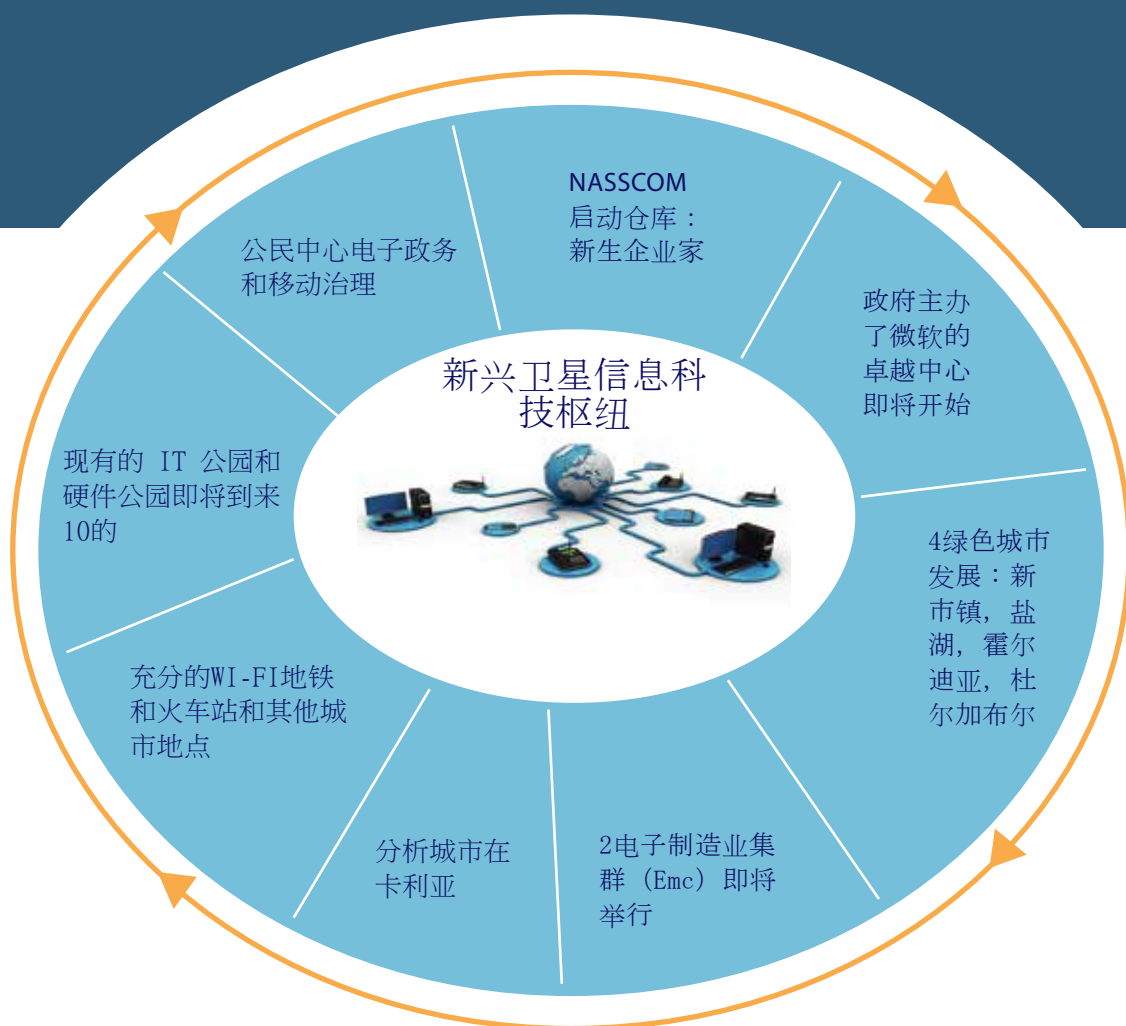 新兴卫星信息科
技枢纽
NASSCOM
启动仓库：
新生企业家
政府主办
了微软的
卓越中心
即将开始
4绿色城市
发展：新
市镇，盐
湖，霍尔
迪亚，杜
尔加布尔
2电子制造业集
群（Emc）即将
举行
分析城市在
卡利亚
充分的WI-FI地铁
和火车站和其他城
市地点
现有的 IT 公园和
硬件公园即将到来
10的
公民中心电子政务
和移动治理